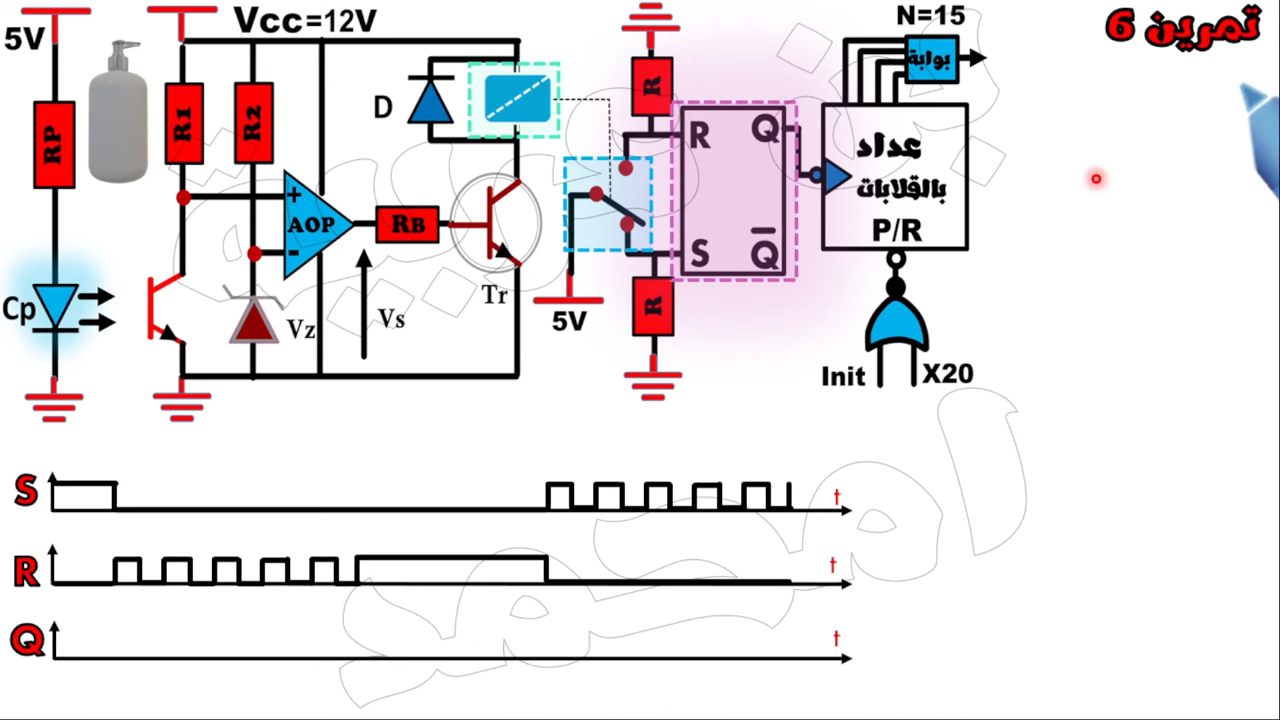 تمرين 6
5V
Vcc=12V
N=15
RP
R1
R2
D
R
بوابة
R
Q
عداد
بالقلابات
P/R
+
AOP
-
RB
Cp
Vz
Vs
Tr
S
Q
5V
R
Init
X20
S
t
R
t
Q
t